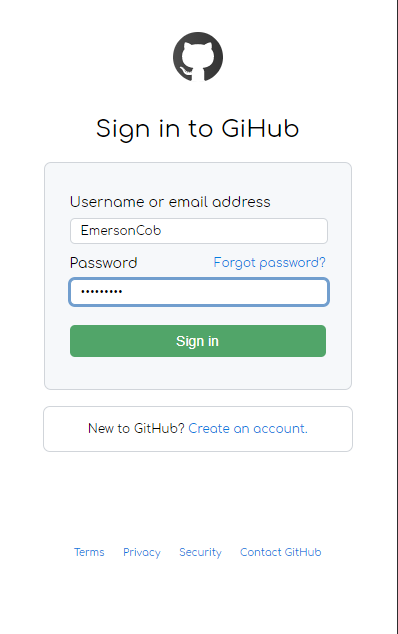 Sign in to GiHub
Username or email address
EmersonCob
Password Forgot password?
•••••••••
Sign in
New to GitHub? Create an account.
Terms Privacy Security Contact GitHub